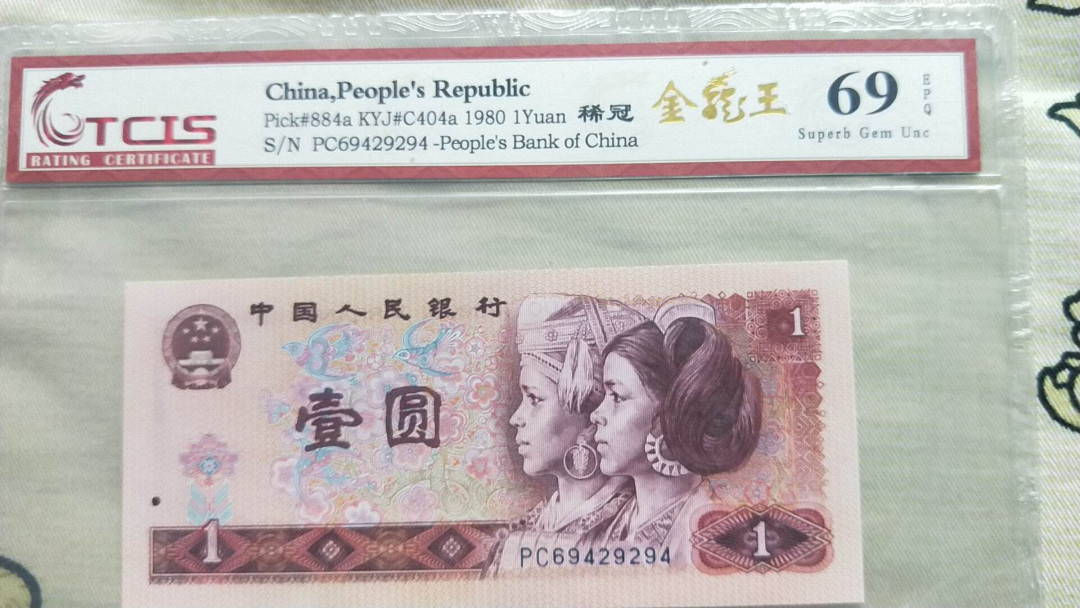 TCIS
RATING CERTIFICATE
China,People's Republic
Pick#884a KYJ#C404a 1980 1Yuan 稀冠
S/N PC69429294 -People's Bank of China
金龍王
69
EPQ
Superb Gem Unc
中国人民银行
1
壹圆
1
PC69429294
1